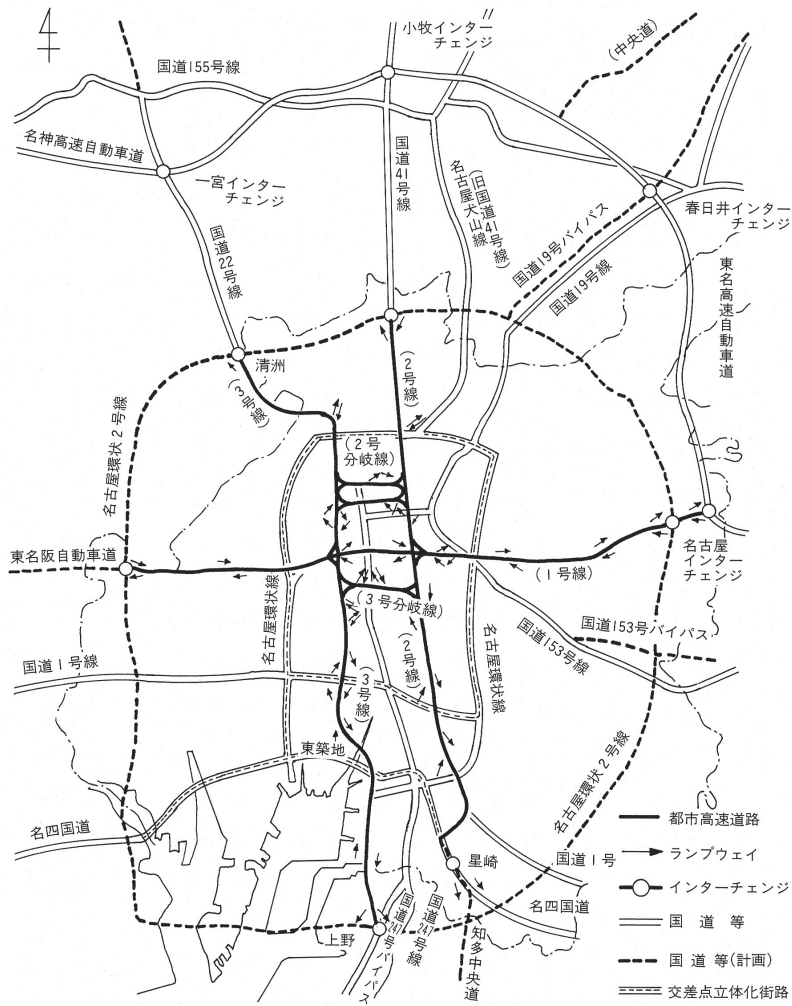 小牧インター
チェンジ
(中央道)
国道155号線
名神高速自動車道
一宮インター
チェンジ
国道41号線
名古屋犬山線
(旧国道41号線)
国道19号バイパス
国道19号線
春日井インター
チェンジ
国道22号線
東名高速自動車道
清洲
(3号線)
(2号線)
名古屋環状2号線
(2号
分岐線)
東名阪自動車道
名古屋
インター
チェンジ
(1号線)
(3号分岐線)
名古屋環状線
国道153号バイパス
国道153号線
国道1号線
(3号線)
(2号線)
名古屋環状線
東築地
名古屋環状2号線
名四国道
星崎
国道1号
名四国道
上野
国道247号バイパス
国道247号線
知多中央道
都市高速道路
ランプウェイ
インターチェンジ
国道等
国道等(計画)
交差点立体化街路